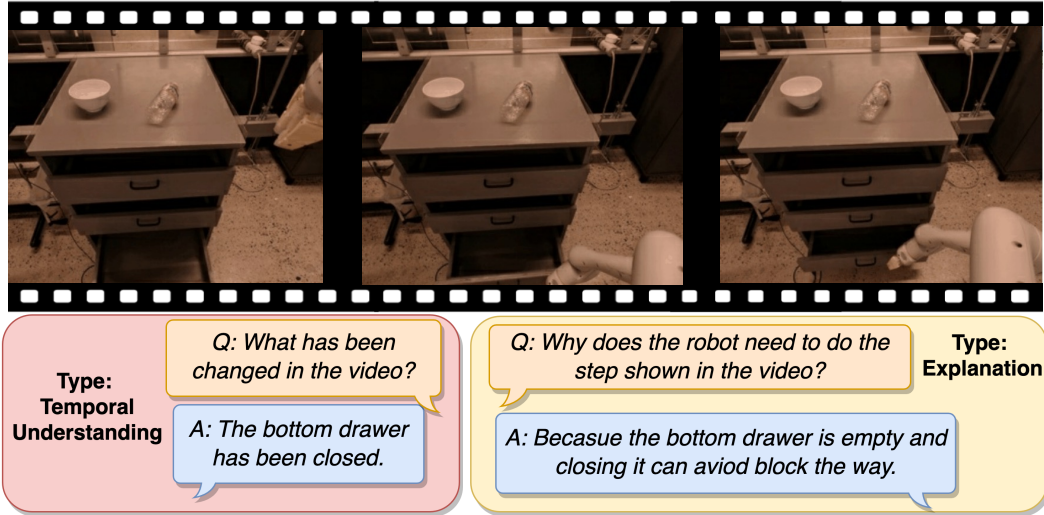 Type:
Temporal
Understanding
Q: What has been
changed in the video?
A: The bottom drawer
has been closed.
Q: Why does the robot need to do the
step shown in the video?
Type:
Explanation
A: Becasue the bottom drawer is empty and
closing it can aviod block the way.